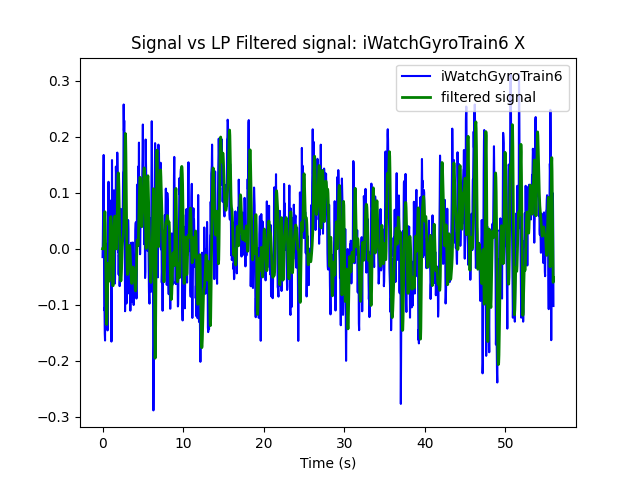 Signal vs LP Filtered signal: iWatchGyroTrain6 X
iWatchGyroTrain6
filtered signal
0.3
0.2
0.1
0.0
−0.1
−0.2
−0.3
0 10 20 30 40 50
Time (s)